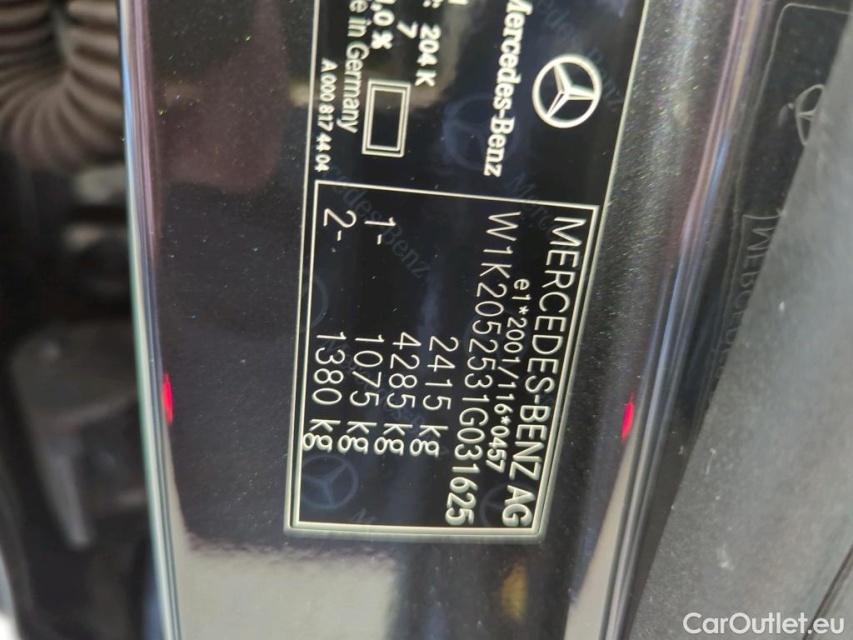 Mercedes-Benz
204 K
.0 X 7
e in Germany
A 000 817 44 04
MERCEDES-BENZ AG
e1*2001/116*0457
W1K2052531G031625
2415 kg
4285 kg
1- 1075 kg
2- 1380 kg
CarOutlet.eu